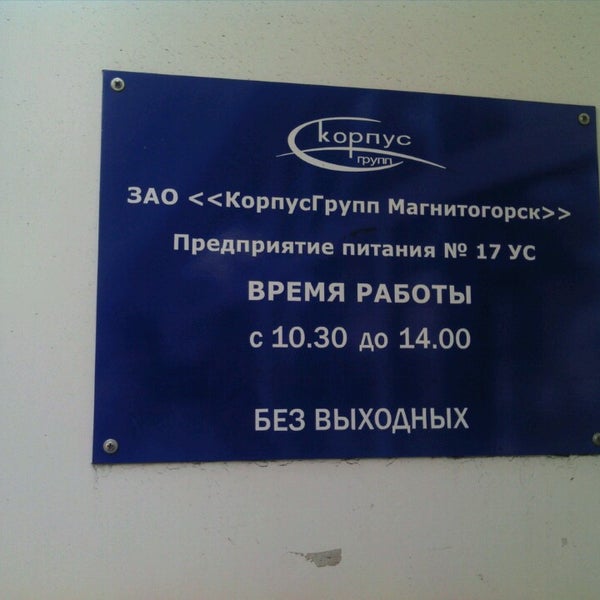 корпус
групп
ЗАО <<КорпусГрупп Магнитогорск>>
Предприятие питания № 17 УС
ВРЕМЯ РАБОТЫ
с 10.30 до 14.00
БЕЗ ВЫХОДНЫХ